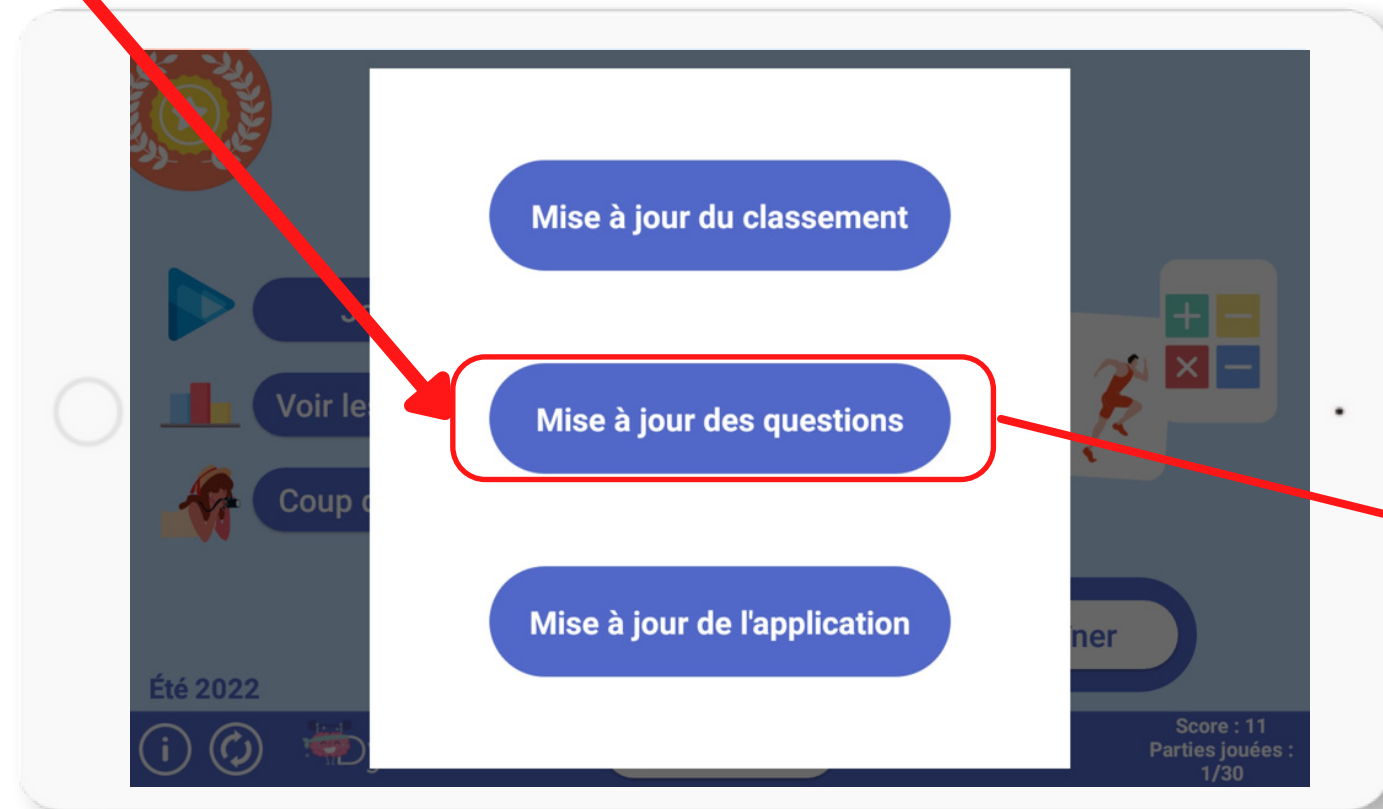 Mise à jour du classement
Voir les
Mise à jour des questions
Coup
Mise à jour de l'application
Été 2022
Score : 11
Parties jouées :
1/30